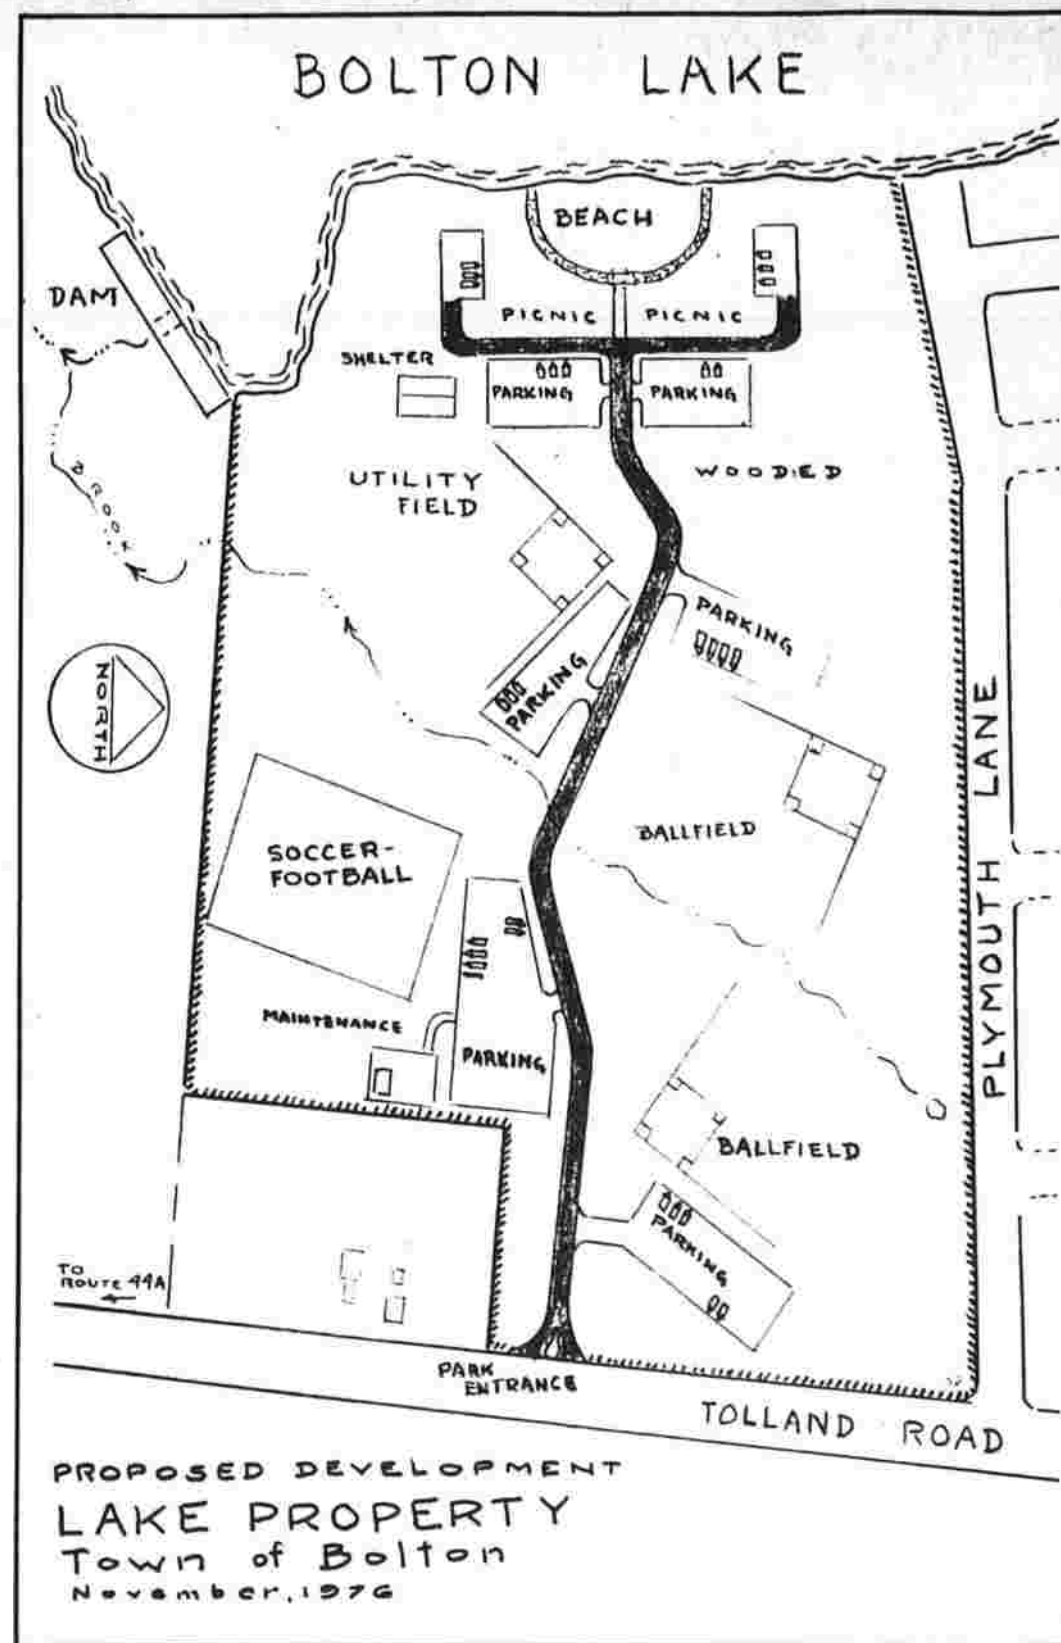 BOLTON LAKE
BEACH
DAM
PICNIC PICNIC
SHELTER
PARKING PARKING
WOODED
UTILITY
FIELD
BROOK
PARKING
PARKING
NORTH
BALLFIELD
SOCCER-
FOOTBALL
PLYMOUTH LANE
MAINTENANCE
PARKING
BALLFIELD
PARKING
TO
ROUTE 44A
PARK
ENTRANCE
TOLLAND ROAD
PROPOSED DEVELOPMENT
LAKE PROPERTY
Town of Bolton
November, 1976